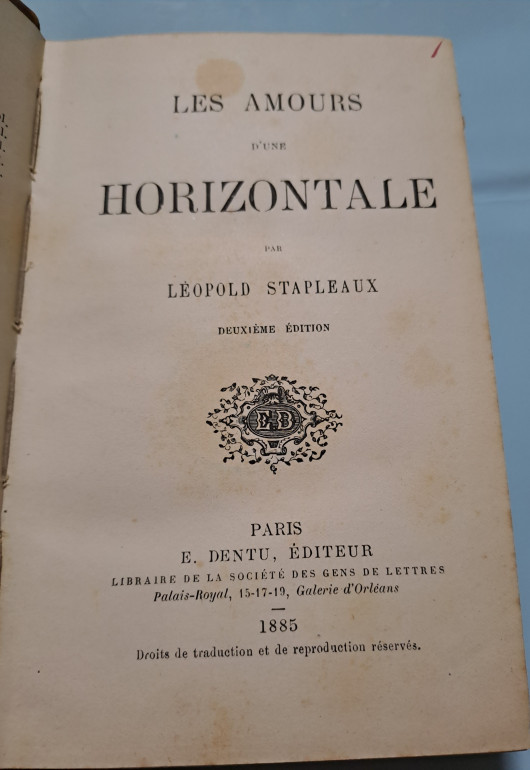 LES AMOURS
D'UNE
HORIZONTALE
PAR
LÉOPOLD STAPLEAUX
DEUXIÈME ÉDITION
ED
PARIS
E. DENTU, ÉDITEUR
LIBRAIRE DE LA SOCIÉTÉ DES GENS DE LETTRES
Palais-Royal, 15-17-19, Galerie d'Orléans
1885
Droits de traduction et de reproduction réservés.